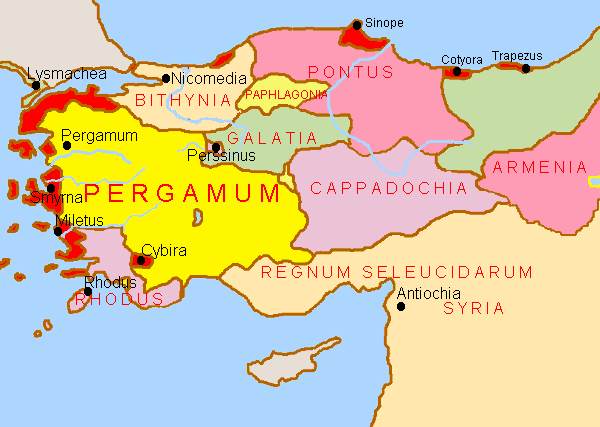 Sinope
Lysmachea
Nicomedia
PONTUS
Cotyora
Trapezus
BITHYNIA
PAPHLAGONIA
Pergamum
GALATIA
Perssinus
ARMENIA
Smyrna
PERGAMUM
CAPPADOCHIA
Miletus
Cybira
REGNUM SELEUCIDARUM
Rhodus
RHODUS
Antiochia
SYRIA